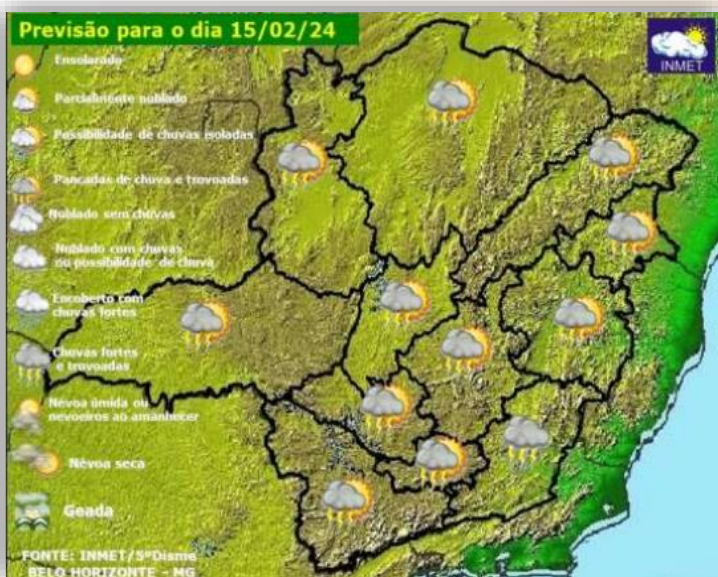 Previsão para o dia 15/02/24
INMET
Ensolarado
Parcialmente nublado
Possibilidade de chuvas isoladas
Pancadas de chuva e trovoadas
Nublado sem chuvas
Nublado com chuvas
ou possibilidade de chuva
Encoberto com
chuvas fortes
Chuvas fortes
e trovoadas
Névoa úmida ou
nevoeiros ao amanhecer
Névoa seca
Geada
FONTE: INMET/5ºDisme
BELO HORIZONTE - MG